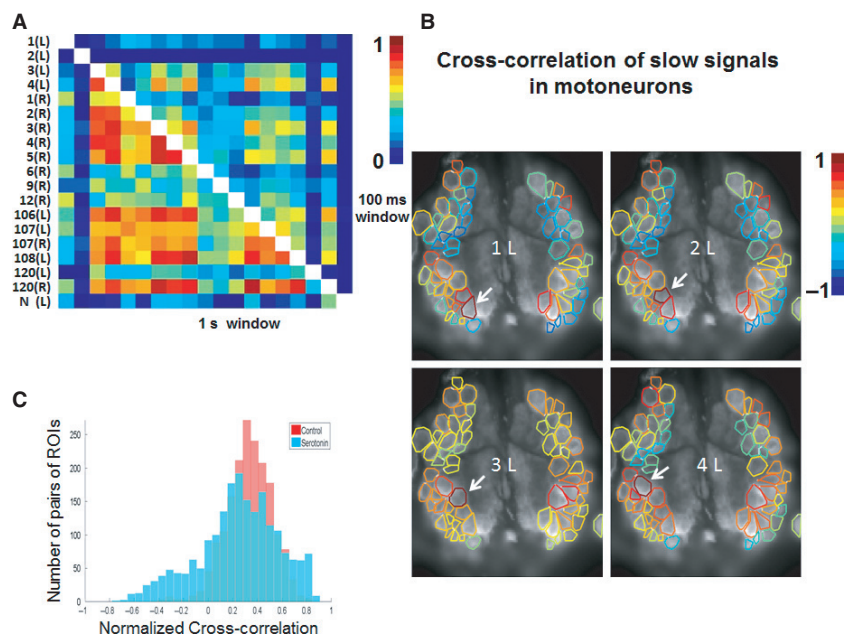 A
1(L)
2(L)
3(L)
4(L)
1(R)
2(R)
3(R)
4(R)
5(R)
6(R)
9(R)
12(R)
106(L)
107(L)
107(R)
108(L)
120(L)
120(R)
N (L)
1 s window
1
0
100 ms
window
B
Cross-correlation of slow signals
in motoneurons
1 L
2 L
3 L
4 L
1
–1
C
Number of pairs of ROIs
250
200
150
100
50
0
Control
Serotonin
–1 –0.8 –0.6 –0.4 –0.2 0 0.2 0.4 0.6 0.8 1
Normalized Cross-correlation